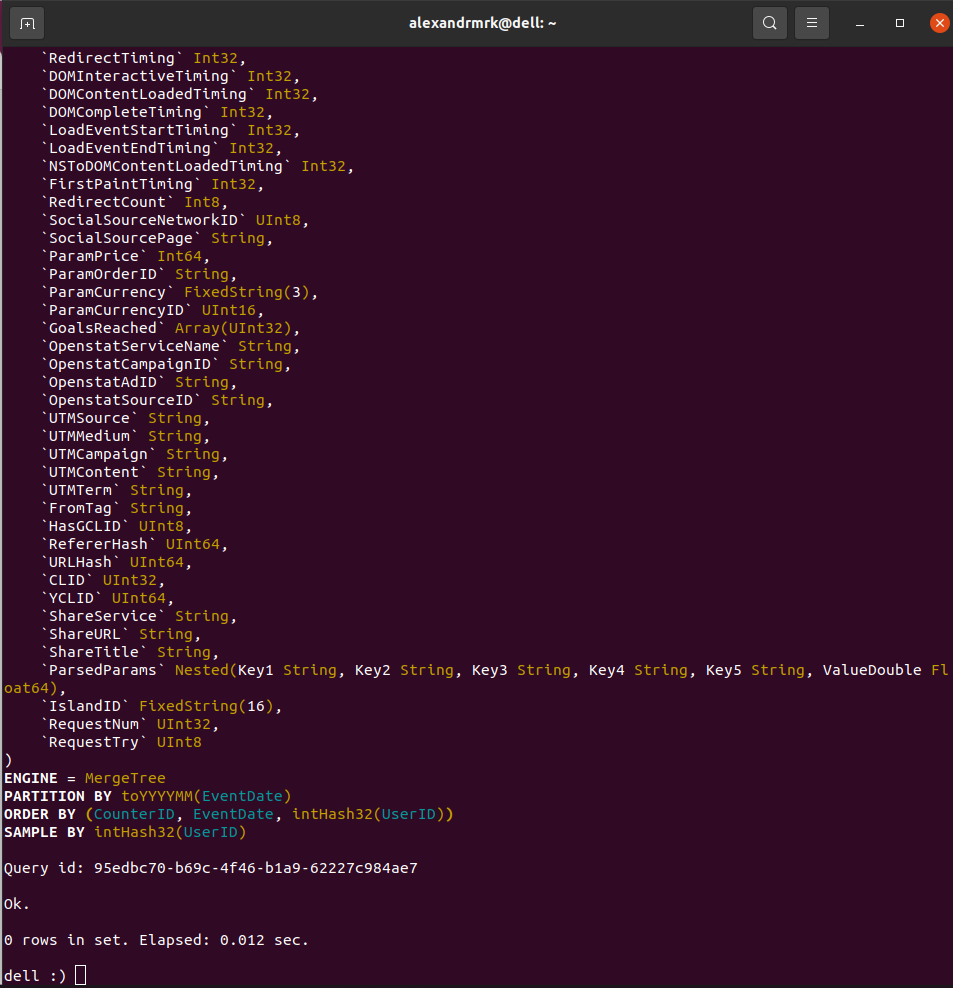 alexandrmrk@dell: ~
`RedirectTiming` Int32,
`DOMInteractiveTiming` Int32,
`DOMContentLoadedTiming` Int32,
`DOMCompleteTiming` Int32,
`LoadEventStartTiming` Int32,
`LoadEventEndTiming` Int32,
`NSToDOMContentLoadedTiming` Int32,
`FirstPaintTiming` Int32,
`RedirectCount` Int8,
`SocialSourceNetworkID` UInt8,
`SocialSourcePage` String,
`ParamPrice` Int64,
`ParamOrderID` String,
`ParamCurrency` FixedString(3),
`ParamCurrencyID` UInt16,
`GoalsReached` Array(UInt32),
`OpenstatServiceName` String,
`OpenstatCampaignID` String,
`OpenstatAdID` String,
`OpenstatSourceID` String,
`UTMSource` String,
`UTMMedium` String,
`UTMCampaign` String,
`UTMContent` String,
`UTMTerm` String,
`FromTag` String,
`HasGCLID` UInt8,
`RefererHash` UInt64,
`URLHash` UInt64,
`CLID` UInt32,
`YCLID` UInt64,
`ShareService` String,
`ShareURL` String,
`ShareTitle` String,
`ParsedParams` Nested(Key1 String, Key2 String, Key3 String, Key4 String, Key5 String, ValueDouble Fl
oat64),
`IslandID` FixedString(16),
`RequestNum` UInt32,
`RequestTry` UInt8
)
ENGINE = MergeTree
PARTITION BY toYYYYMM(EventDate)
ORDER BY (CounterID, EventDate, intHash32(UserID))
SAMPLE BY intHash32(UserID)
Query id: 95edbc70-b69c-4f46-b1a9-62227c984ae7
Ok.
0 rows in set. Elapsed: 0.012 sec.
dell :)